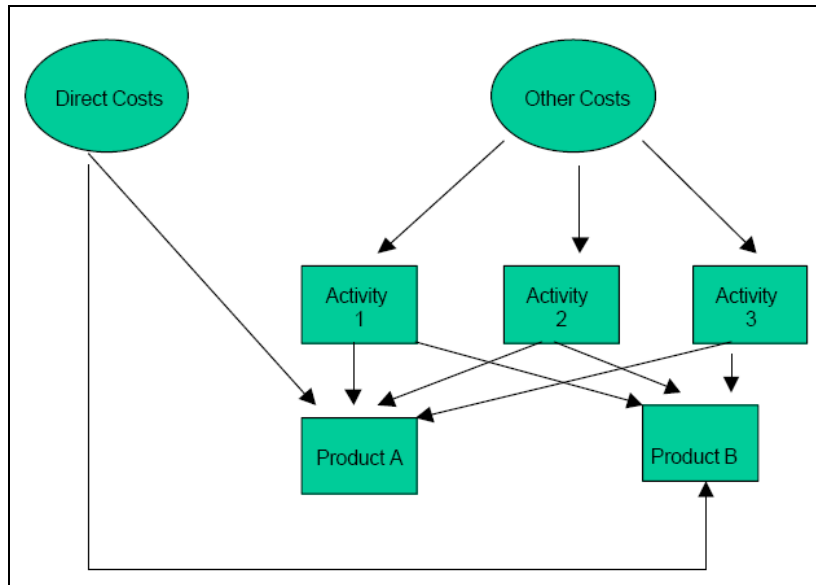 Direct Costs
Other Costs
Activity
1
Activity
2
Activity
3
Product A
Product B